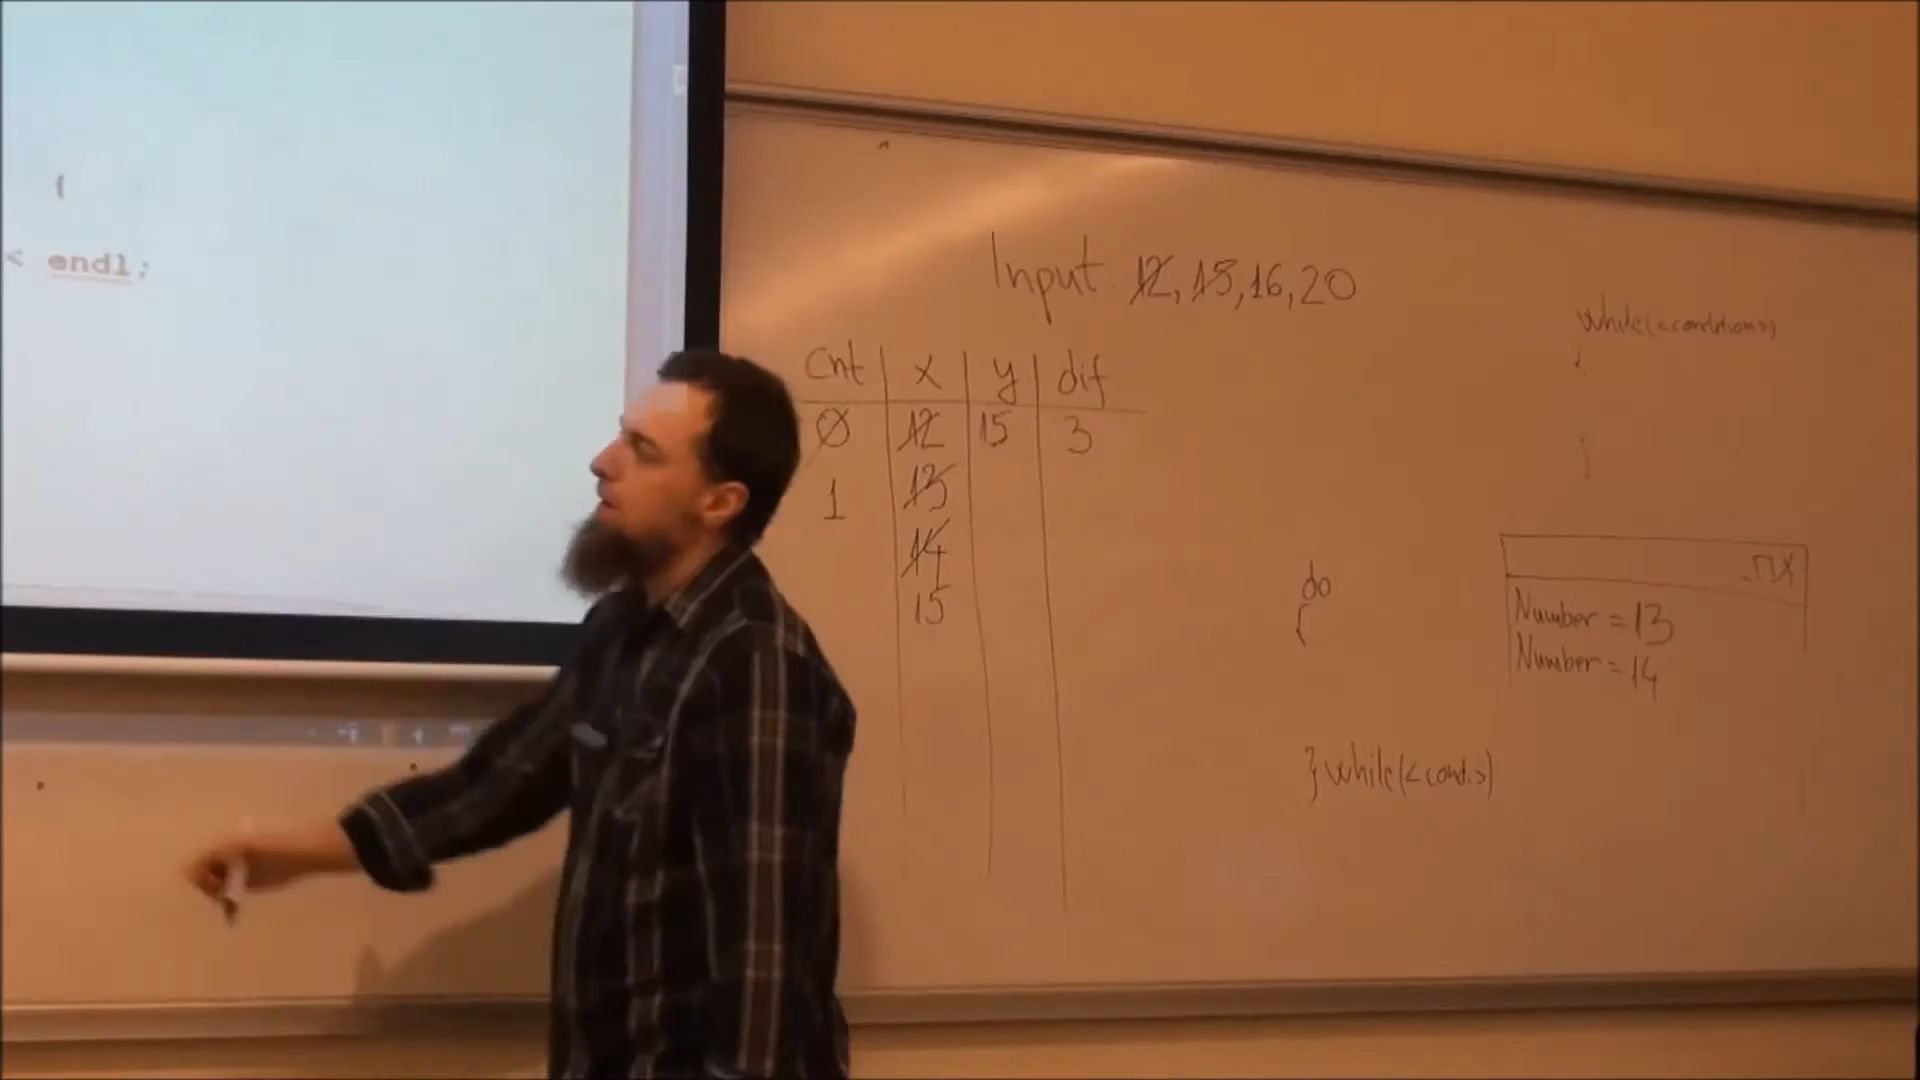 {
< endl;
Input: 12, 15, 16, 20
while(<condition>)
{
}
cnt x y dif
0 12 15 3
1 13
14
15
do
{
} while(<cond.>)
Number = 13
Number = 14